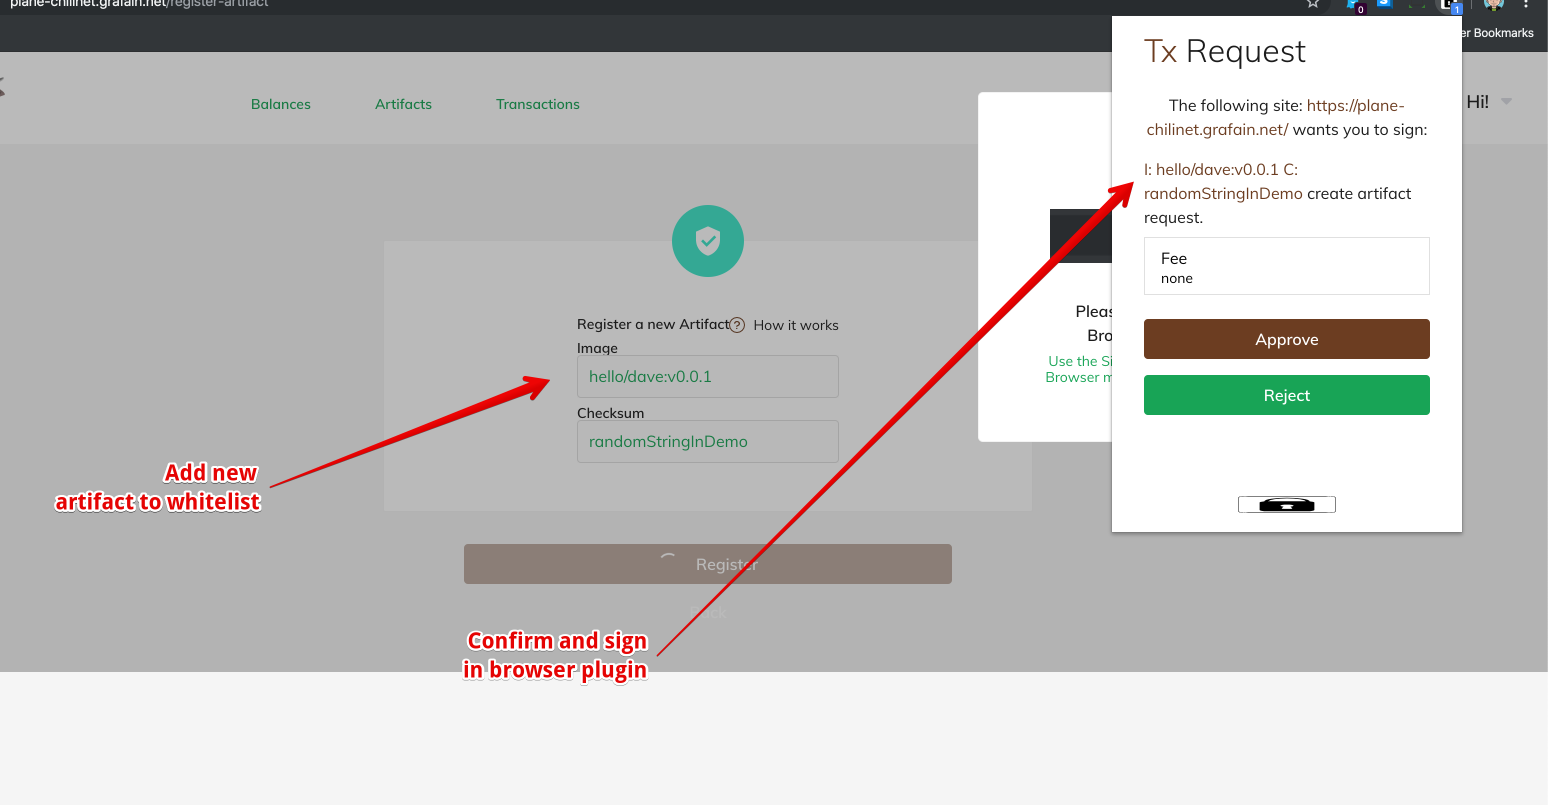 plane-chilinet.grafain.net/register-artifact
0
1
er Bookmarks
Balances
Artifacts
Transactions
Hi!
Tx Request
The following site: https://plane-
chilinet.grafain.net/ wants you to sign:
I: hello/dave:v0.0.1 C:
randomStringInDemo create artifact
request.
Fee
none
Approve
Reject
Pleas
Bro
Use the Si
Browser m
Register a new Artifact ? How it works
Image
hello/dave:v0.0.1
Checksum
randomStringInDemo
Register
Back
Add new
artifact to whitelist
Confirm and sign
in browser plugin